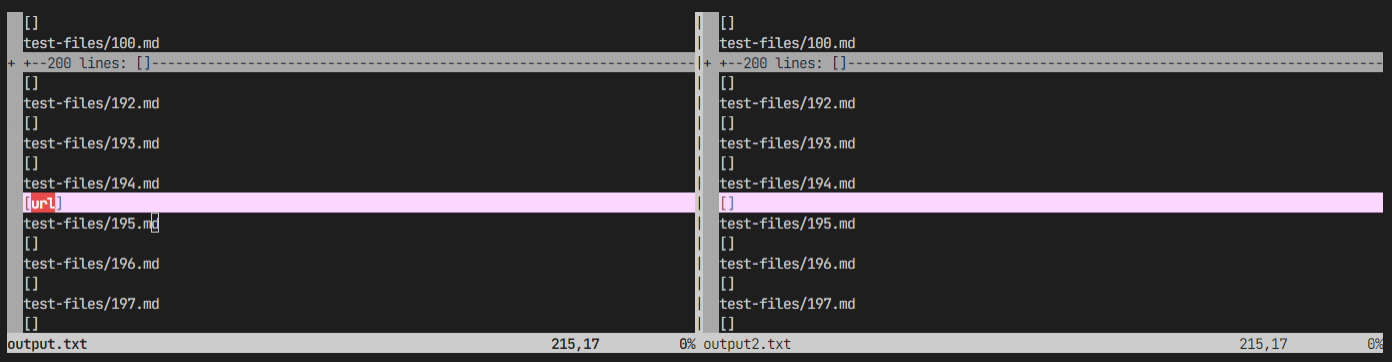 []
test-files/100.md
+ +--200 lines: []----------------------------------------------------------------------
[]
test-files/192.md
[]
test-files/193.md
[]
test-files/194.md
[url]
test-files/195.md
[]
test-files/196.md
[]
test-files/197.md
[]
output.txt 215,17 0%
[]
test-files/100.md
+ +--200 lines: []----------------------------------------------------------------------
[]
test-files/192.md
[]
test-files/193.md
[]
test-files/194.md
[]
test-files/195.md
[]
test-files/196.md
[]
test-files/197.md
[]
output2.txt 215,17 0%